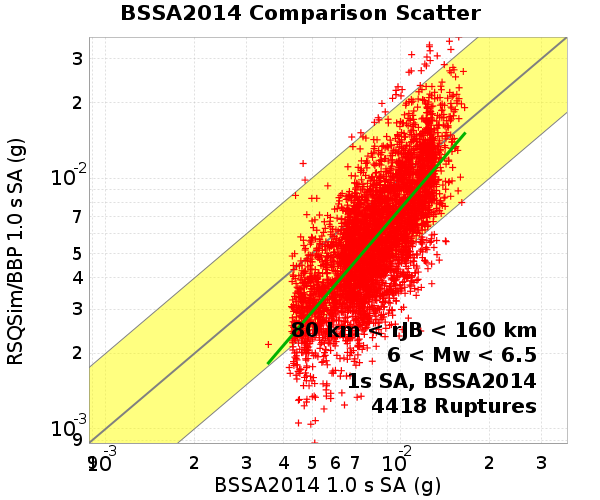 BSSA2014 Comparison Scatter
RSQSim/BBP 1.0 s SA (g)
3
2
10-2
7
5
4
3
2
10-3
9
80 km < rJB < 160 km
6 < Mw < 6.5
1s SA, BSSA2014
4418 Ruptures
9 10-3 2 3 4 5 6 7 10-2 2 3
BSSA2014 1.0 s SA (g)